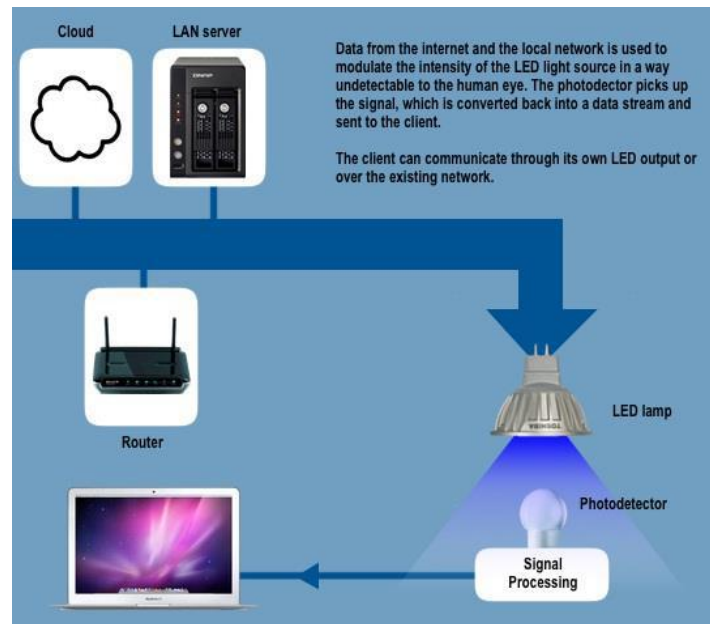 Cloud
LAN server
Data from the internet and the local network is used to
modulate the intensity of the LED light source in a way
undetectable to the human eye. The photodector picks up
the signal, which is converted back into a data stream and
sent to the client.
The client can communicate through its own LED output or
over the existing network.
Router
LED lamp
TOSHIBA
Photodetector
Signal
Processing